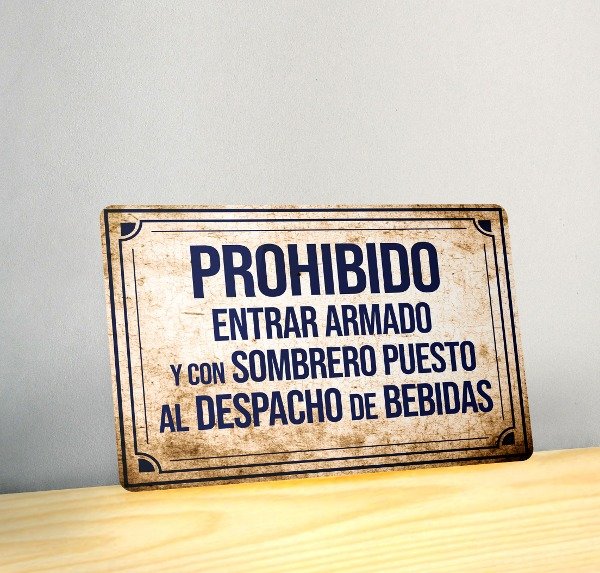 PROHIBIDO
ENTRAR ARMADO
Y CON SOMBRERO PUESTO
AL DESPACHO DE BEBIDAS